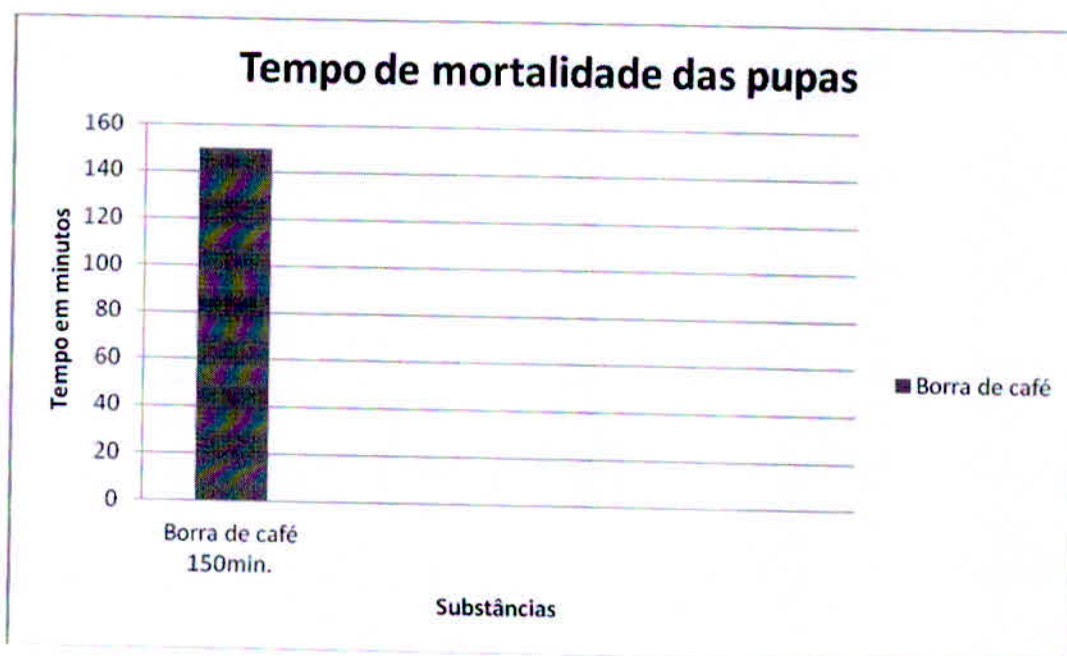 Tempo de mortalidade das pupas
160
140
120
100
80
60
40
20
0
Tempo em minutos
Borra de café
150min.
Substâncias
Borra de café